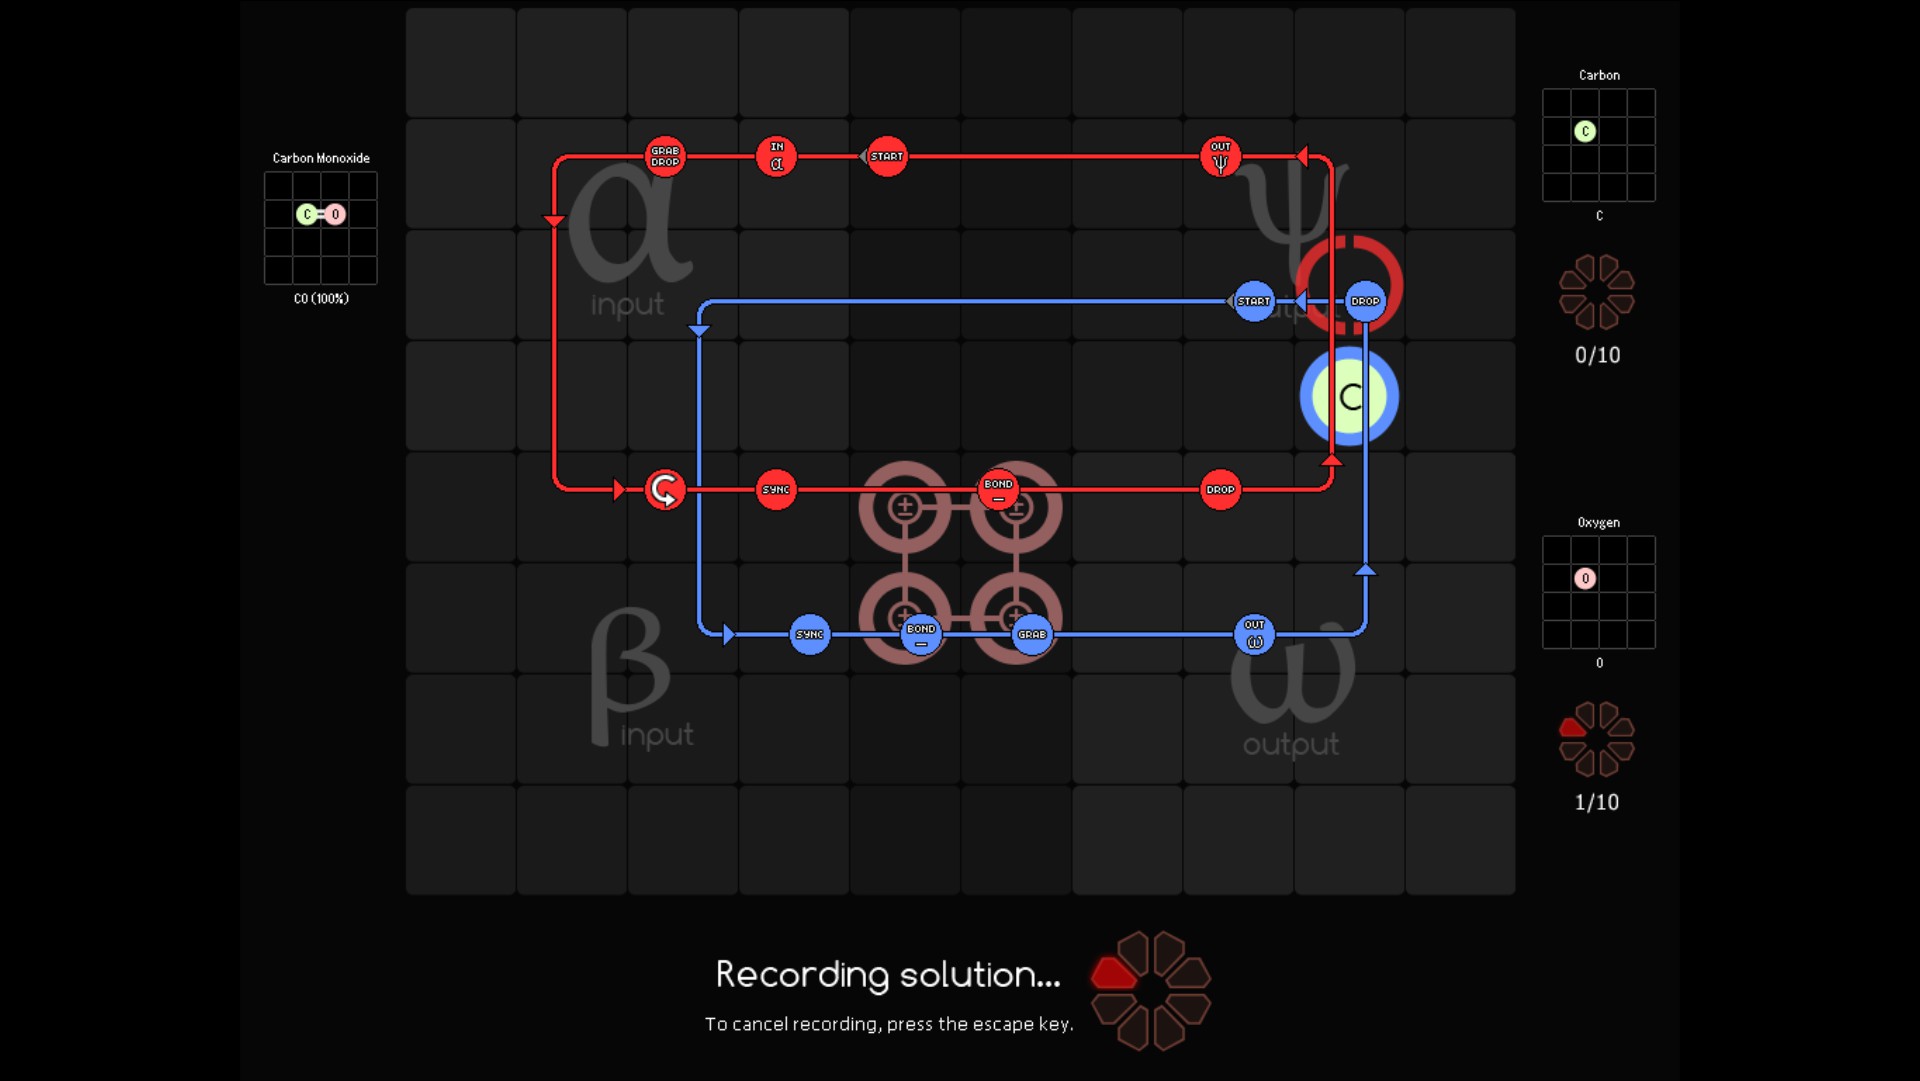 Carbon Monoxide
C=O
CO (100%)
GRAB
DROP
IN
α
START
OUT
ψ
α
input
ψ
START
DROP
C
SYNC
BOND
−
DROP
±
±
SYNC
BOND
−
GRAB
OUT
ω
β
input
ω
output
Carbon
C
C
0/10
Oxygen
O
O
1/10
Recording solution...
To cancel recording, press the escape key.